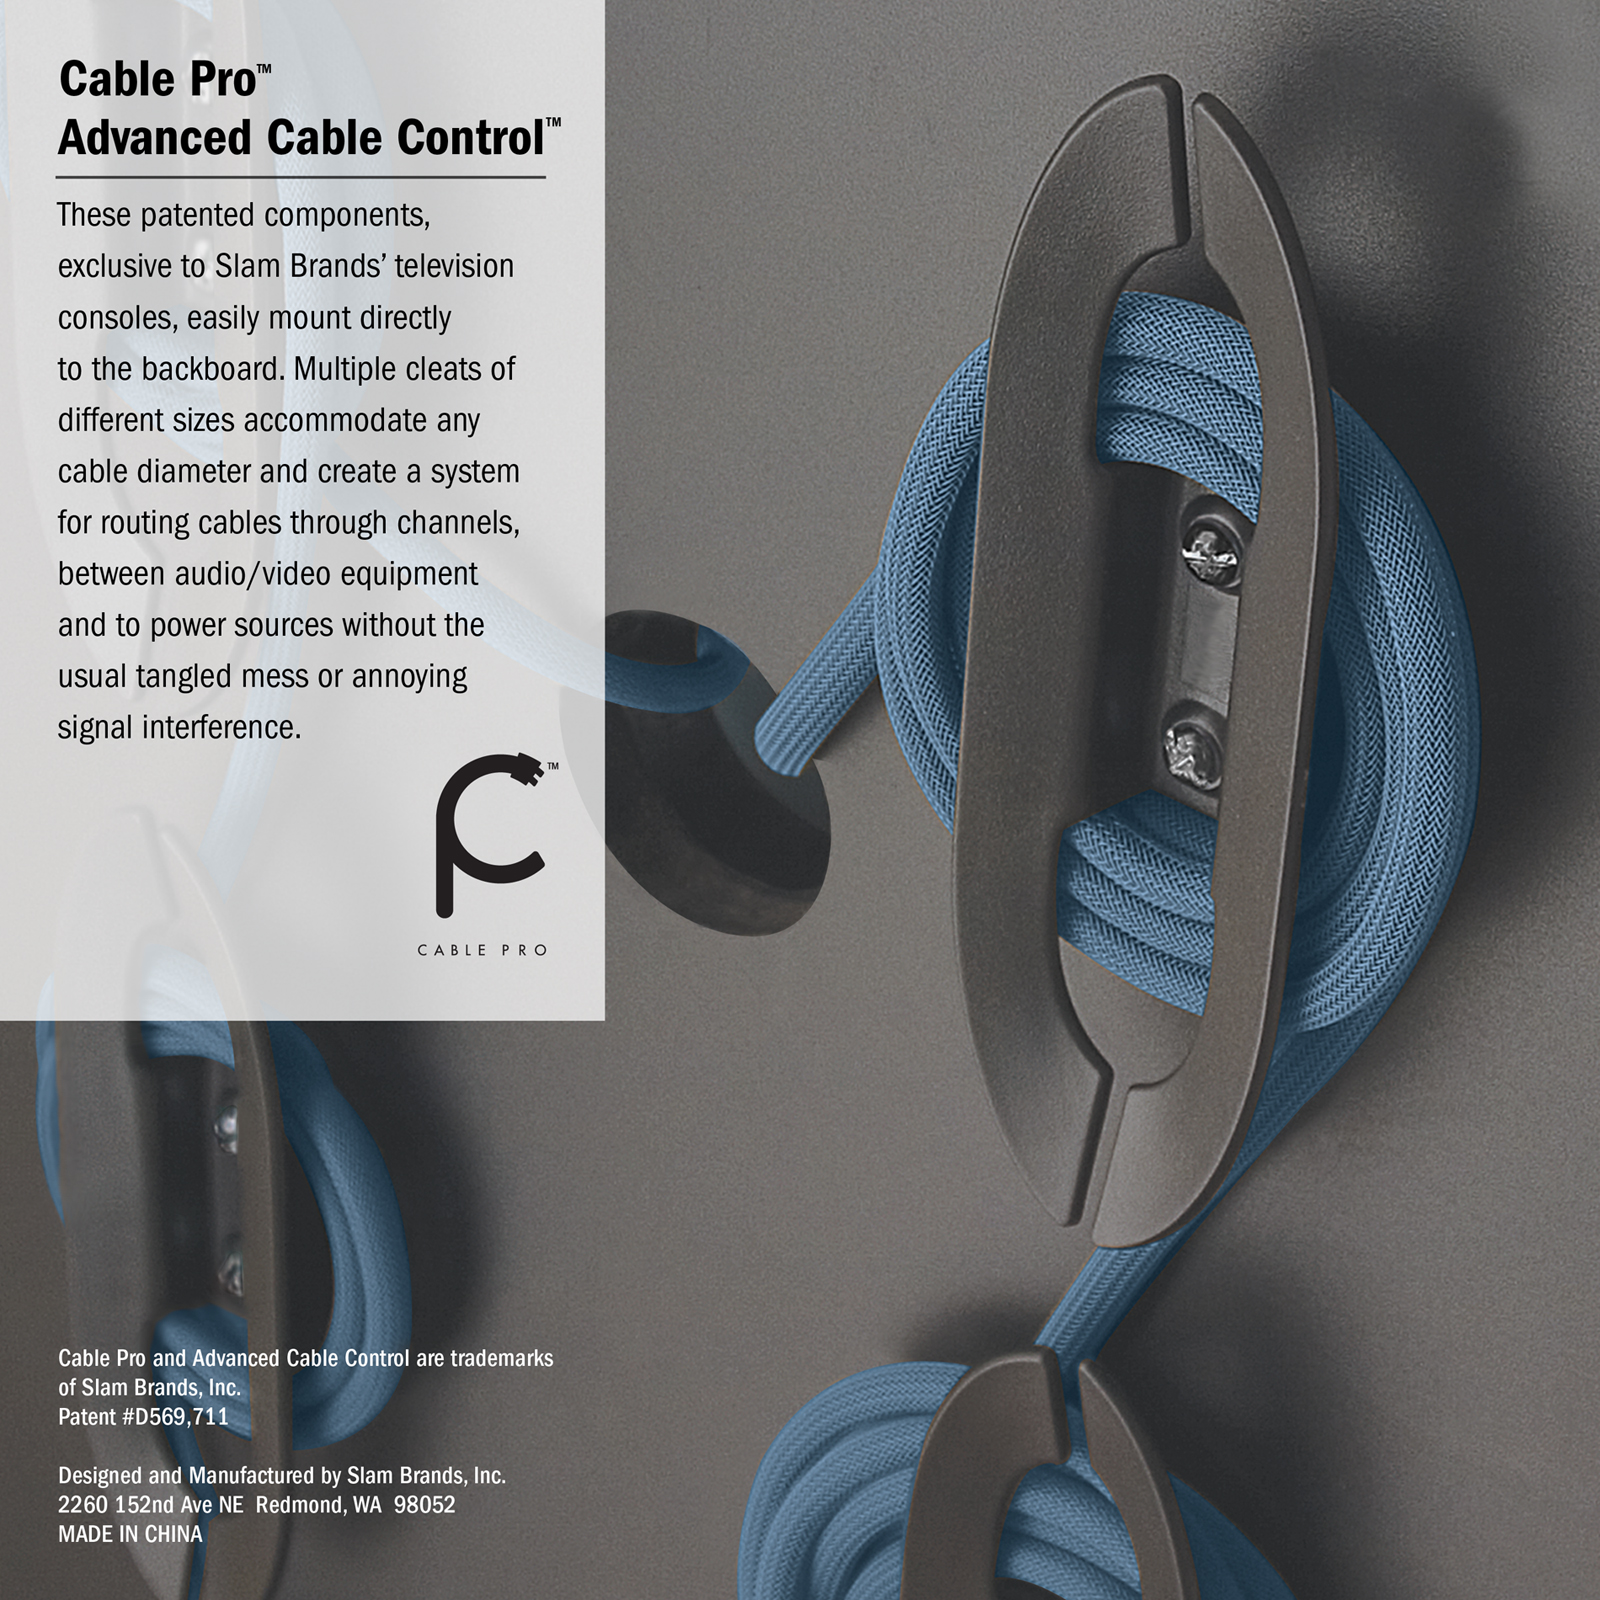 Cable Pro™
Advanced Cable Control™
These patented components,
exclusive to Slam Brands’ television
consoles, easily mount directly
to the backboard. Multiple cleats of
different sizes accommodate any
cable diameter and create a system
for routing cables through channels,
between audio/video equipment
and to power sources without the
usual tangled mess or annoying
signal interference.
™
CABLE PRO
Cable Pro and Advanced Cable Control are trademarks
of Slam Brands, Inc.
Patent #D569,711
Designed and Manufactured by Slam Brands, Inc.
2260 152nd Ave NE  Redmond, WA  98052
MADE IN CHINA